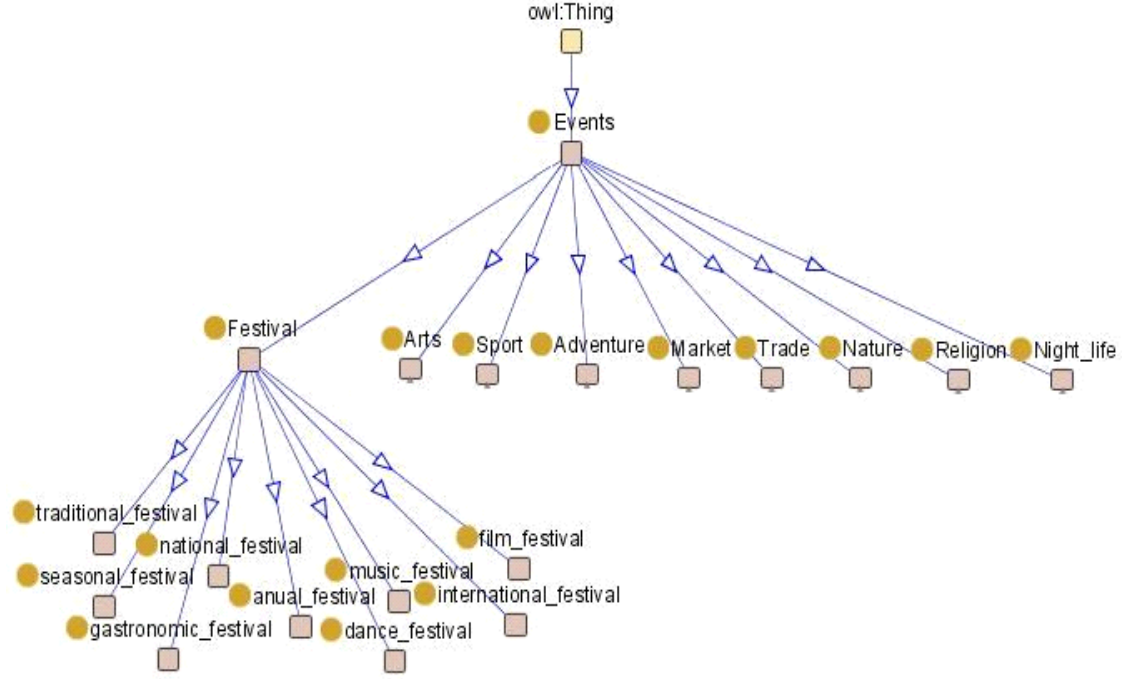 owl:Thing
Events
Festival
Arts
Sport
Adventure
Market
Trade
Nature
Religion
Night_life
traditional_festival
national_festival
film_festival
seasonal_festival
music_festival
anual_festival
international_festival
gastronomic_festival
dance_festival